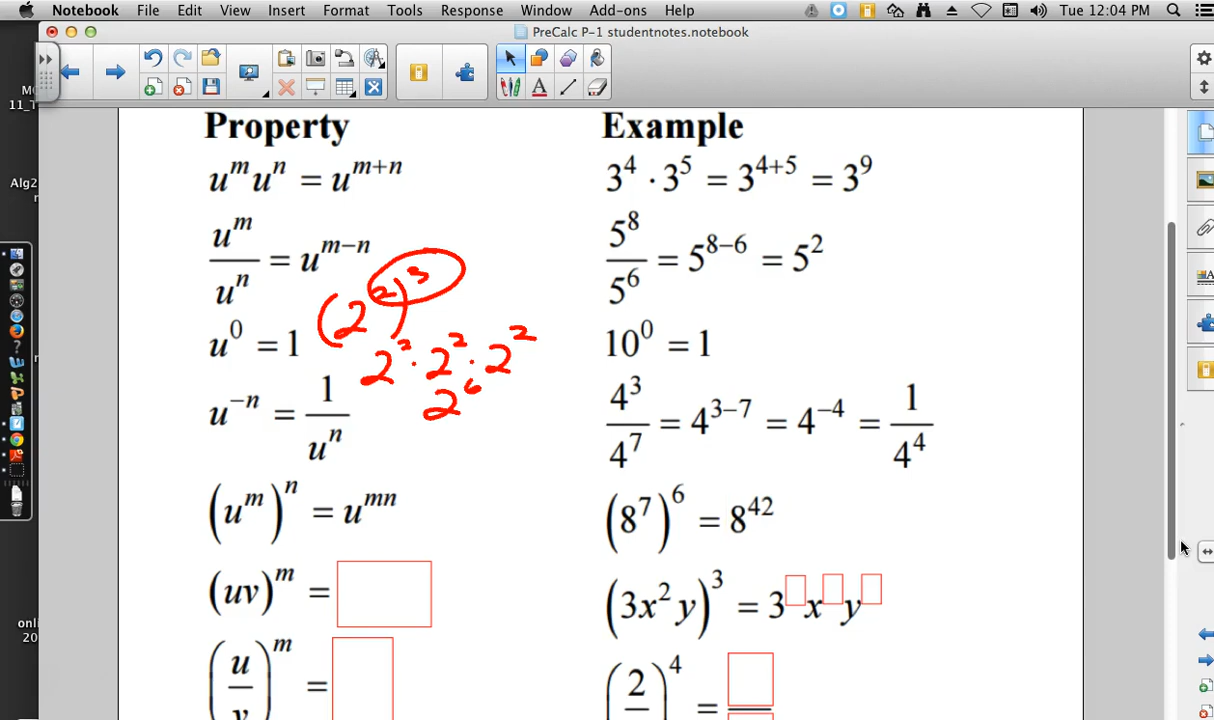 Notebook File Edit View Insert Format Tools Response Window Add-ons Help Tue 12:04 PM
PreCalc P-1 studentnotes.notebook
11_T
Alg2
onli
20
Property Example
u^m u^n = u^{m+n} 3^4 · 3^5 = 3^{4+5} = 3^9
u^m/u^n = u^{m−n} 5^8/5^6 = 5^{8−6} = 5^2
(2^2)^3
u^0 = 1 10^0 = 1
2^2 · 2^2 · 2^2
2^6
u^{−n} = 1/u^n 4^3/4^7 = 4^{3−7} = 4^{−4} = 1/4^4
(u^m)^n = u^{mn} (8^7)^6 = 8^{42}
(uv)^m = (3x^2 y)^3 = 3 x y
(u/v)^m = (2/ )^4 =